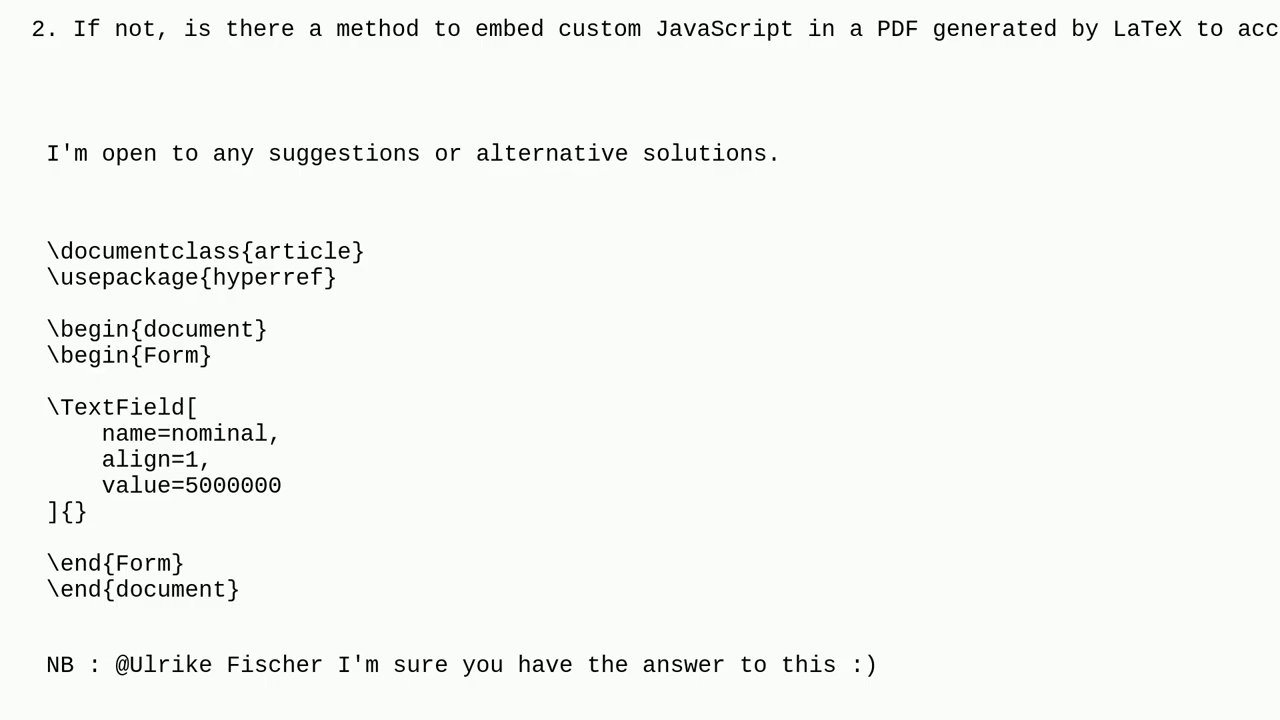 2. If not, is there a method to embed custom JavaScript in a PDF generated by LaTeX to acc
I'm open to any suggestions or alternative solutions.
\documentclass{article}
\usepackage{hyperref}
\begin{document}
\begin{Form}
\TextField[
    name=nominal,
    align=1,
    value=5000000
]{}
\end{Form}
\end{document}
NB : @Ulrike Fischer I'm sure you have the answer to this :)